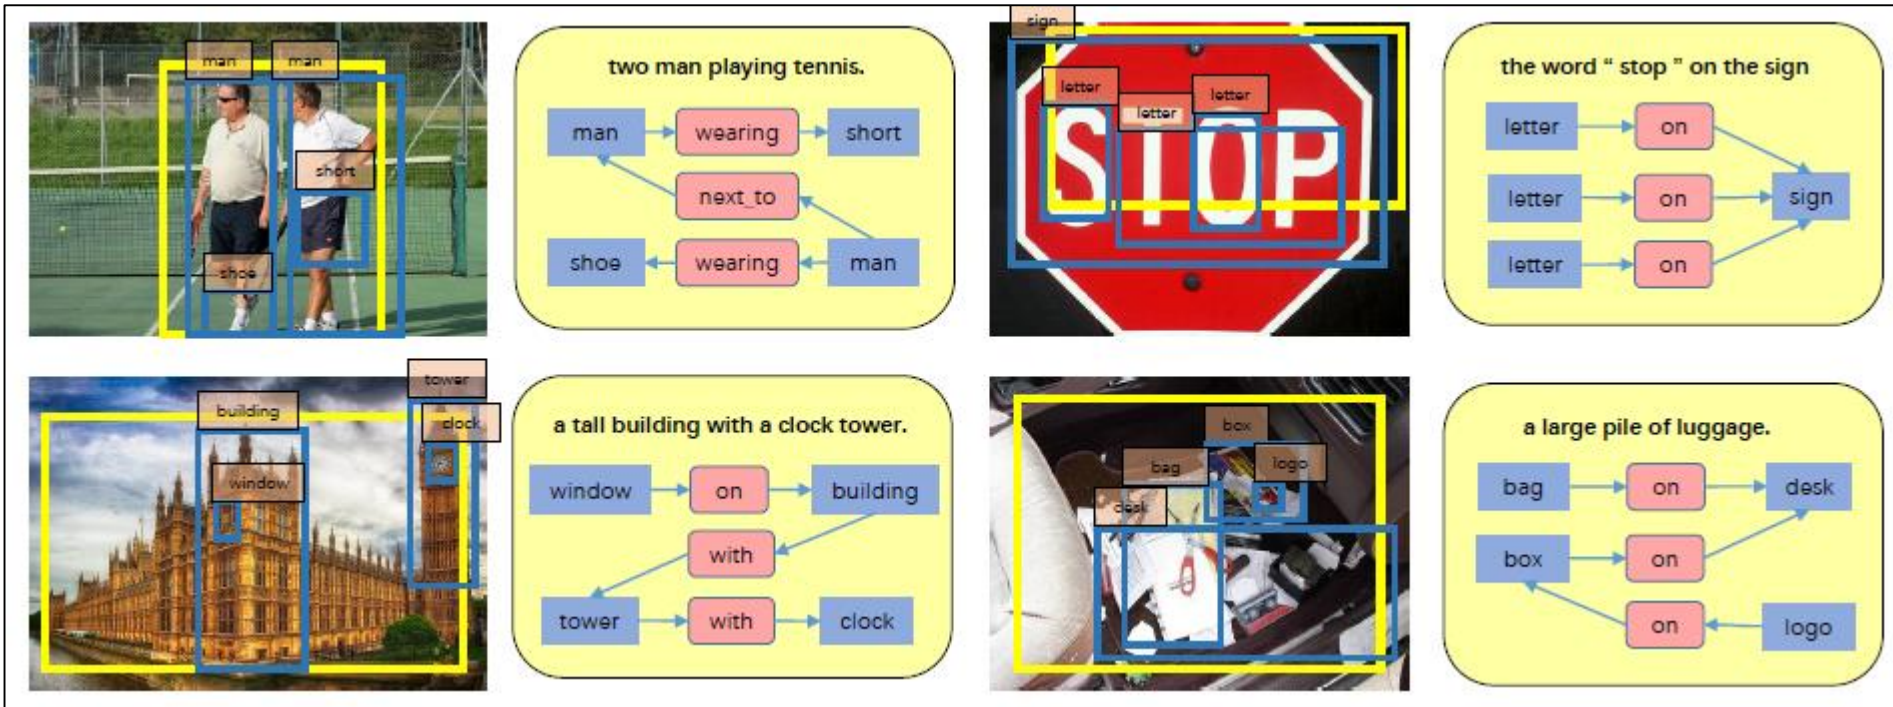 man man
short
shoe
two man playing tennis.
man wearing short
next_to
shoe wearing man
sign
letter
letter
letter
STOP
the word “ stop ” on the sign
letter on
letter on sign
letter on
tower
building
clock
window
a tall building with a clock tower.
window on building
with
tower with clock
box
bag
logo
desk
a large pile of luggage.
bag on desk
box on
on logo